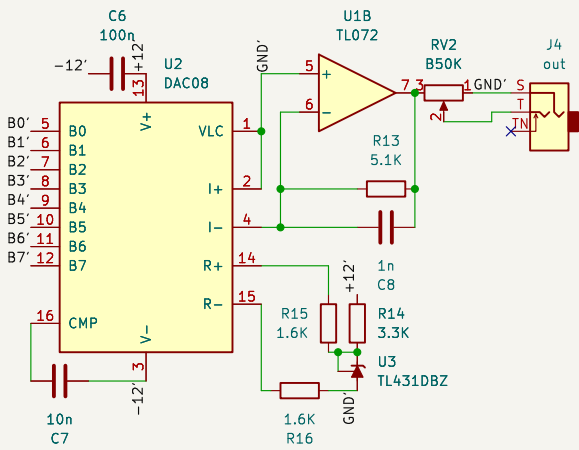 C6
100n
-12′
+12
13
U2
DAC08
GND′
U1B
TL072
5
+
6
-
7
3
RV2
B50K
1
GND′
2
J4
out
S
T
TN
B0′ 5 B0
B1′ 6 B1
B2′ 7 B2
B3′ 8 B3
B4′ 9 B4
B5′ 10 B5
B6′ 11 B6
B7′ 12 B7
V+
VLC 1
I+ 2
I- 4
R+ 14
R- 15
16 CMP
V-
3
-12′
10n
C7
R13
5.1K
1n
C8
+12′
R15
1.6K
R14
3.3K
U3
TL431DBZ
GND′
1.6K
R16